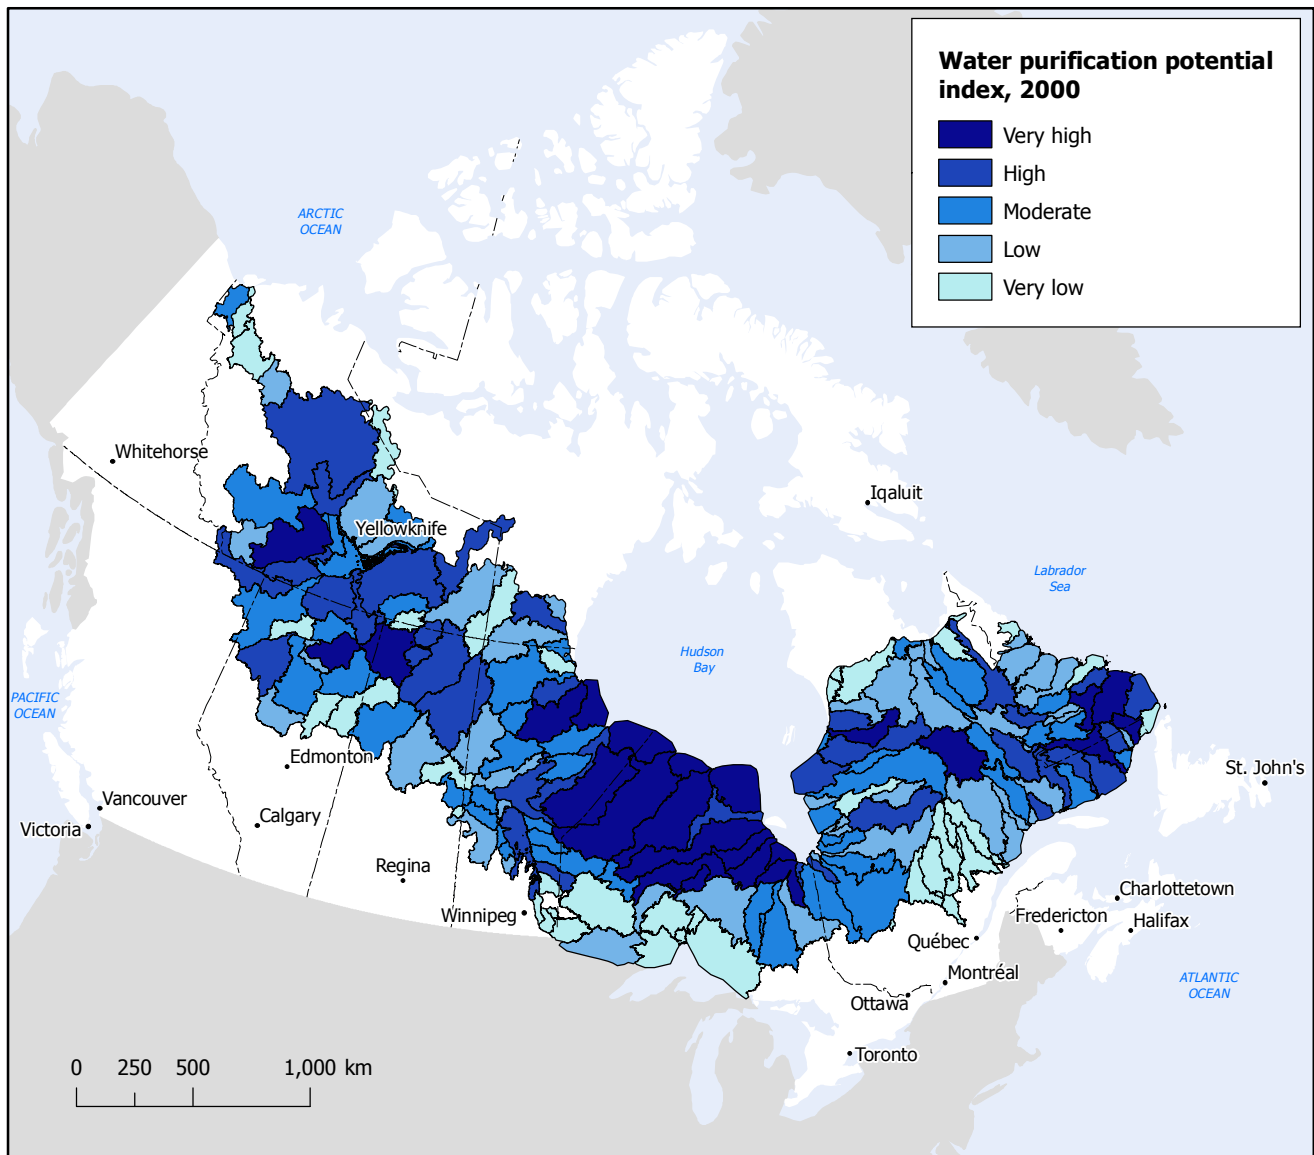 Water purification potential
index, 2000
Very high
High
Moderate
Low
Very low
ARCTIC
OCEAN
Whitehorse
Iqaluit
Yellowknife
Labrador
Sea
Hudson
Bay
PACIFIC
OCEAN
Edmonton
St. John's
Vancouver
Calgary
Victoria
Regina
Charlottetown
Winnipeg
Fredericton
Halifax
Québec
Montréal
ATLANTIC
OCEAN
Ottawa
Toronto
0 250 500 1,000 km